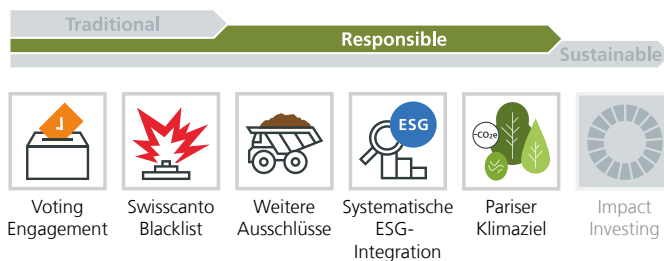 Traditional
Responsible
Sustainable
ESG
-CO₂e
Voting
Engagement
Swisscanto
Blacklist
Weitere
Ausschlüsse
Systematische
ESG-
Integration
Pariser
Klimaziel
Impact
Investing